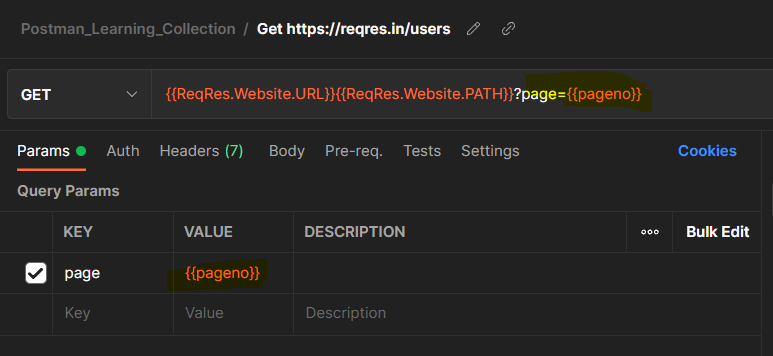 Postman_Learning_Collection / Get https://reqres.in/users
GET {{ReqRes.Website.URL}}{{ReqRes.Website.PATH}}?page={{pageno}}
Params Auth Headers (7) Body Pre-req. Tests Settings Cookies
Query Params
KEY VALUE DESCRIPTION ooo Bulk Edit
page {{pageno}}
Key Value Description